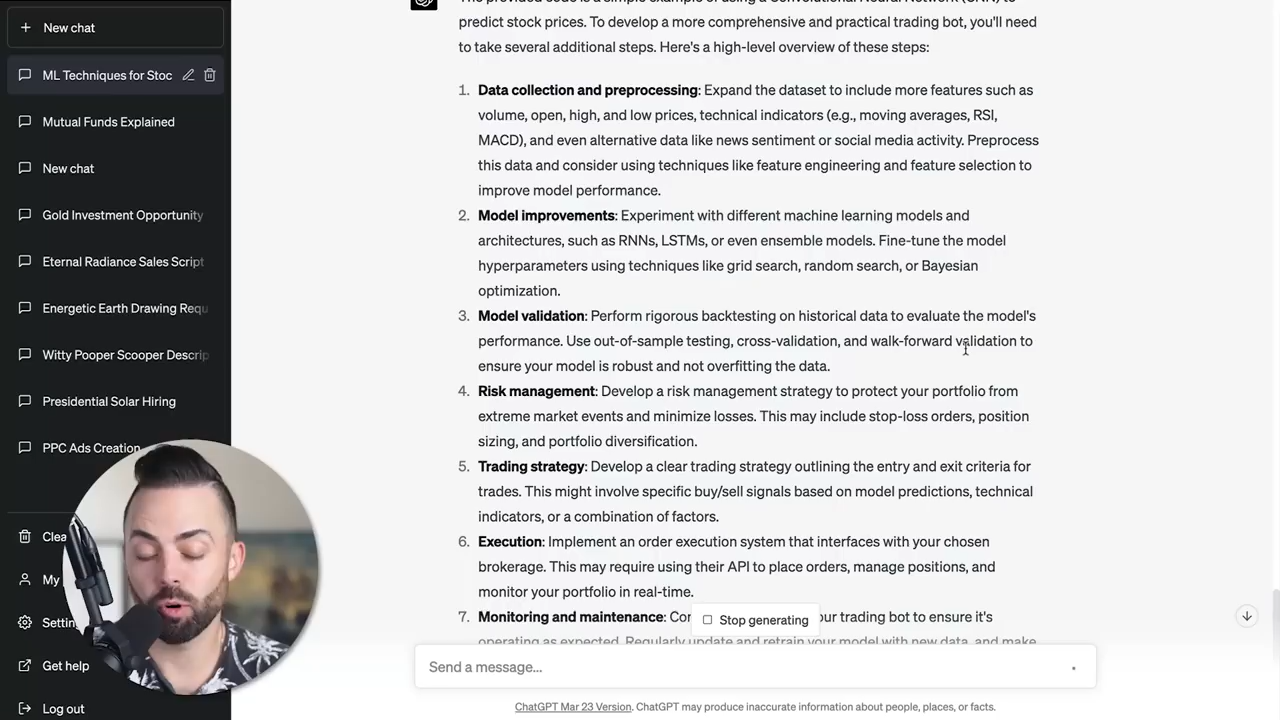 New chat
ML Techniques for Stoc
Mutual Funds Explained
New chat
Gold Investment Opportunity
Eternal Radiance Sales Script
Energetic Earth Drawing Requ
Witty Pooper Scooper Descrip
Presidential Solar Hiring
PPC Ads Creation
Clea
My
Settin
Get help
Log out
predict stock prices. To develop a more comprehensive and practical trading bot, you'll need
to take several additional steps. Here's a high-level overview of these steps:
1. Data collection and preprocessing: Expand the dataset to include more features such as
volume, open, high, and low prices, technical indicators (e.g., moving averages, RSI,
MACD), and even alternative data like news sentiment or social media activity. Preprocess
this data and consider using techniques like feature engineering and feature selection to
improve model performance.
2. Model improvements: Experiment with different machine learning models and
architectures, such as RNNs, LSTMs, or even ensemble models. Fine-tune the model
hyperparameters using techniques like grid search, random search, or Bayesian
optimization.
3. Model validation: Perform rigorous backtesting on historical data to evaluate the model's
performance. Use out-of-sample testing, cross-validation, and walk-forward validation to
ensure your model is robust and not overfitting the data.
4. Risk management: Develop a risk management strategy to protect your portfolio from
extreme market events and minimize losses. This may include stop-loss orders, position
sizing, and portfolio diversification.
5. Trading strategy: Develop a clear trading strategy outlining the entry and exit criteria for
trades. This might involve specific buy/sell signals based on model predictions, technical
indicators, or a combination of factors.
6. Execution: Implement an order execution system that interfaces with your chosen
brokerage. This may require using their API to place orders, manage positions, and
monitor your portfolio in real-time.
7. Monitoring and maintenance: Con our trading bot to ensure it's
operating as expected. Regularly update and retrain your model with new data, and make
Stop generating
Send a message...
ChatGPT Mar 23 Version. ChatGPT may produce inaccurate information about people, places, or facts.